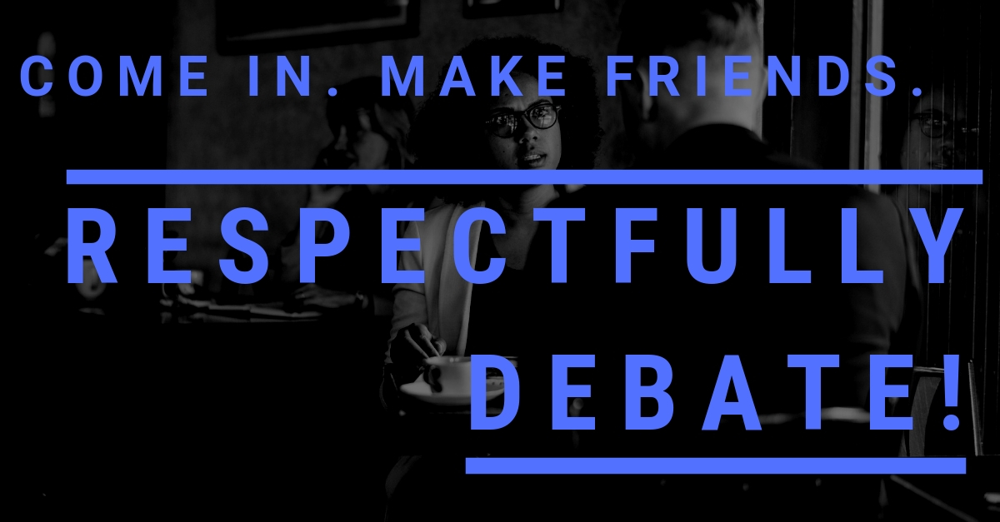 COME IN. MAKE FRIENDS.
RESPECTFULLY
DEBATE!